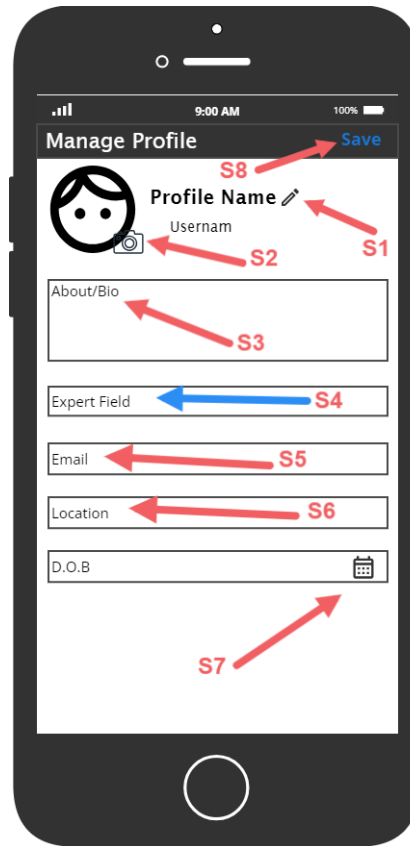 9:00 AM 100%
Manage Profile Save
S8
Profile Name
S1
Usernam
S2
About/Bio
S3
Expert Field S4
Email S5
Location S6
D.O.B
S7